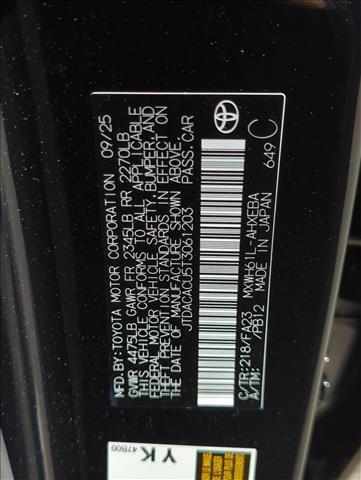 MFD. BY:TOYOTA MOTOR CORPORATION 09/25
GVWR 4475LB GAWR FR 2345LB RR 2270LB
THIS VEHICLE CONFORMS TO ALL APPLICABLE
FEDERAL MOTOR VEHICLE SAFETY, BUMPER, AND
THEFT PREVENTION STANDARDS IN EFFECT ON
THE DATE OF MANUFACTURE SHOWN ABOVE.
JTDACACU5T3061203 PASS.CAR
MXWH61L-AHXEBA
C/TR:218/FA23 MADE IN JAPAN 649 C
A/TM: /PB12
YK
47B00